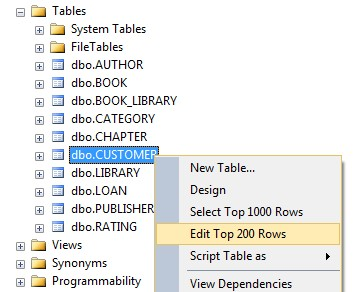 Tables
System Tables
FileTables
dbo.AUTHOR
dbo.BOOK
dbo.BOOK_LIBRARY
dbo.CATEGORY
dbo.CHAPTER
dbo.CUSTOMER
dbo.LIBRARY
dbo.LOAN
dbo.PUBLISHER
dbo.RATING
Views
Synonyms
Programmability
New Table...
Design
Select Top 1000 Rows
Edit Top 200 Rows
Script Table as
View Dependencies